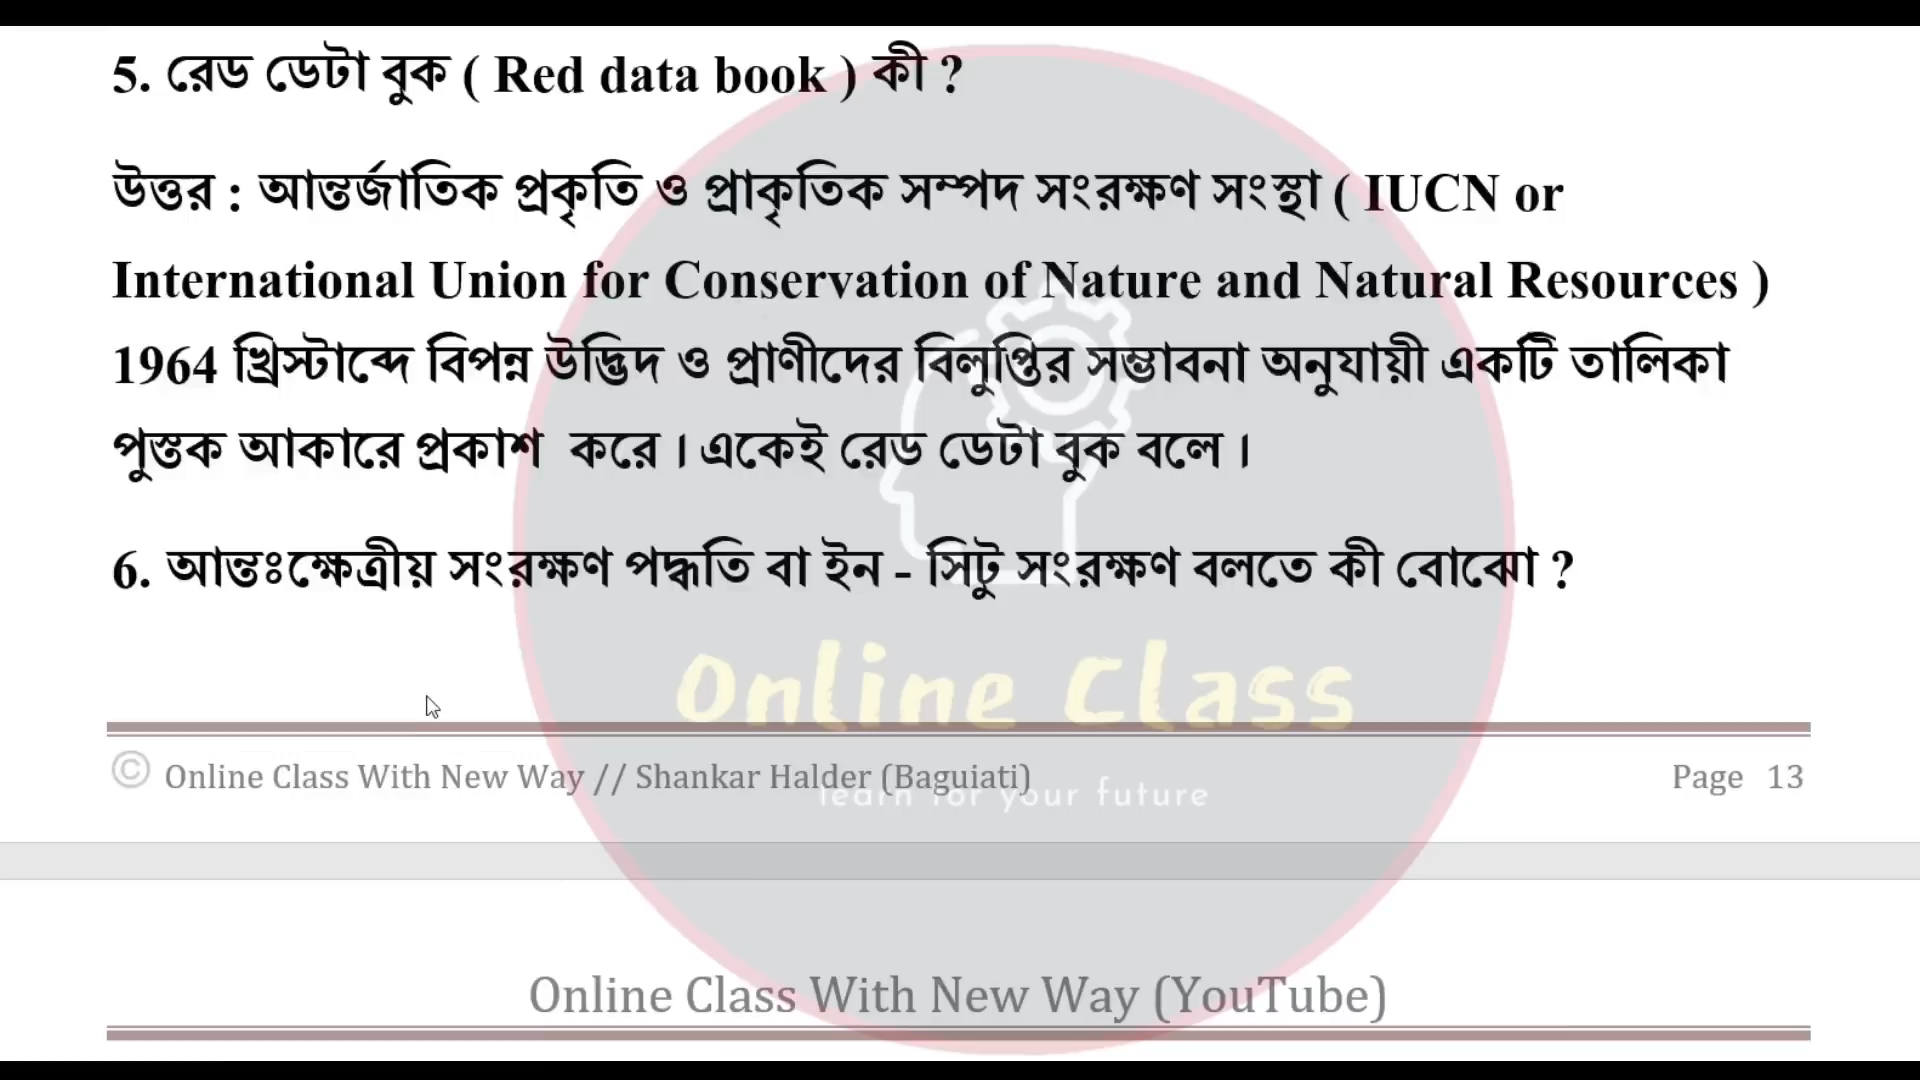 5. রেড ডেটা বুক ( Red data book ) কী ?
উত্তর : আন্তর্জাতিক প্রকৃতি ও প্রাকৃতিক সম্পদ সংরক্ষণ সংস্থা ( IUCN or
International Union for Conservation of Nature and Natural Resources )
1964 খ্রিস্টাব্দে বিপন্ন উদ্ভিদ ও প্রাণীদের বিলুপ্তির সম্ভাবনা অনুযায়ী একটি তালিকা
পুস্তক আকারে প্রকাশ করে । একেই রেড ডেটা বুক বলে ।
6. আন্তঃক্ষেত্রীয় সংরক্ষণ পদ্ধতি বা ইন - সিটু সংরক্ষণ বলতে কী বোঝো ?
Online Class
© Online Class With New Way // Shankar Halder (Baguiati) Page 13
learn for your future
Online Class With New Way (YouTube)